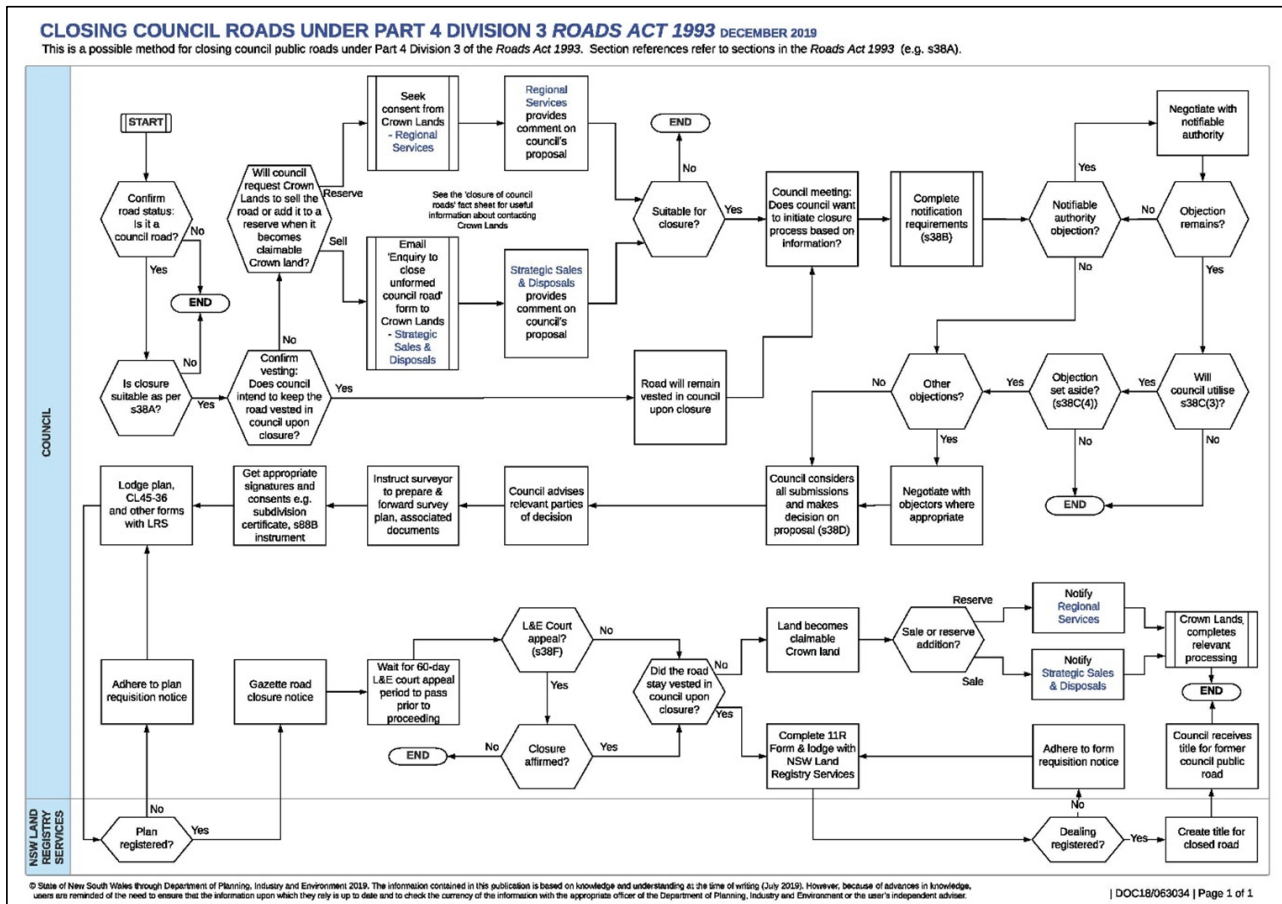 CLOSING COUNCIL ROADS UNDER PART 4 DIVISION 3 ROADS ACT 1993 DECEMBER 2019
This is a possible method for closing council public roads under Part 4 Division 3 of the Roads Act 1993. Section references refer to sections in the Roads Act 1993 (e.g. s38A).
COUNCIL
START
Confirm
road status:
Is it a
council road?
No
Yes
END
No
Is closure
suitable as per
s38A?
Yes
Confirm
vesting:
Does council
intend to keep the
road vested in
council upon
closure?
No
Yes
Will council
request Crown
Lands to sell the
road or add it to a
reserve when it
becomes
claimable
Crown land?
Reserve
Sell
Seek
consent from
Crown Lands
- Regional
Services
Regional
Services
provides
comment on
council's
proposal
See the 'closure of council
roads' fact sheet for useful
information about contacting
Crown Lands
Email
'Enquiry to
close
unformed
council road'
form to
Crown Lands
- Strategic
Sales &
Disposals
Strategic Sales
& Disposals
provides
comment on
council's
proposal
END
No
Suitable for
closure?
Yes
Road will remain
vested in council
upon closure
Council meeting:
Does council want
to initiate closure
process based on
information?
Complete
notification
requirements
(s38B)
Notifiable
authority
objection?
Yes
No
Negotiate with
notifiable
authority
Objection
remains?
No
Yes
Will
council utilise
s38C(3)?
Yes
No
Objection
set aside?
(s38C(4))
Yes
No
END
Other
objections?
No
Yes
Negotiate with
objectors where
appropriate
Council considers
all submissions
and makes
decision on
proposal (s38D)
Council advises
relevant parties
of decision
Instruct surveyor
to prepare &
forward survey
plan, associated
documents
Get appropriate
signatures and
consents e.g.
subdivision
certificate, s88B
instrument
Lodge plan,
CL45-36
and other forms
with LRS
Adhere to plan
requisition notice
No
Plan
registered?
Yes
Gazette road
closure notice
Wait for 60-day
L&E court appeal
period to pass
prior to
proceeding
L&E Court
appeal?
(s38F)
No
Yes
Closure
affirmed?
No
Yes
END
Did the road
stay vested in
council upon
closure?
No
Yes
Land becomes
claimable
Crown land
Sale or reserve
addition?
Reserve
Sale
Notify
Regional
Services
Notify
Strategic Sales
& Disposals
Crown Lands
completes
relevant
processing
END
Complete 11R
Form & lodge with
NSW Land
Registry Services
Adhere to form
requisition notice
No
Dealing
registered?
Yes
Create title for
closed road
Council receives
title for former
council public
road
NSW LAND
REGISTRY
SERVICES
© State of New South Wales through Department of Planning, Industry and Environment 2019. The information contained in this publication is based on knowledge and understanding at the time of writing (July 2019). However, because of advances in knowledge,
users are reminded of the need to ensure that the information upon which they rely is up to date and to check the currency of the information with the appropriate officer of the Department of Planning, Industry and Environment or the user's independent adviser.
| DOC18/063034 | Page 1 of 1